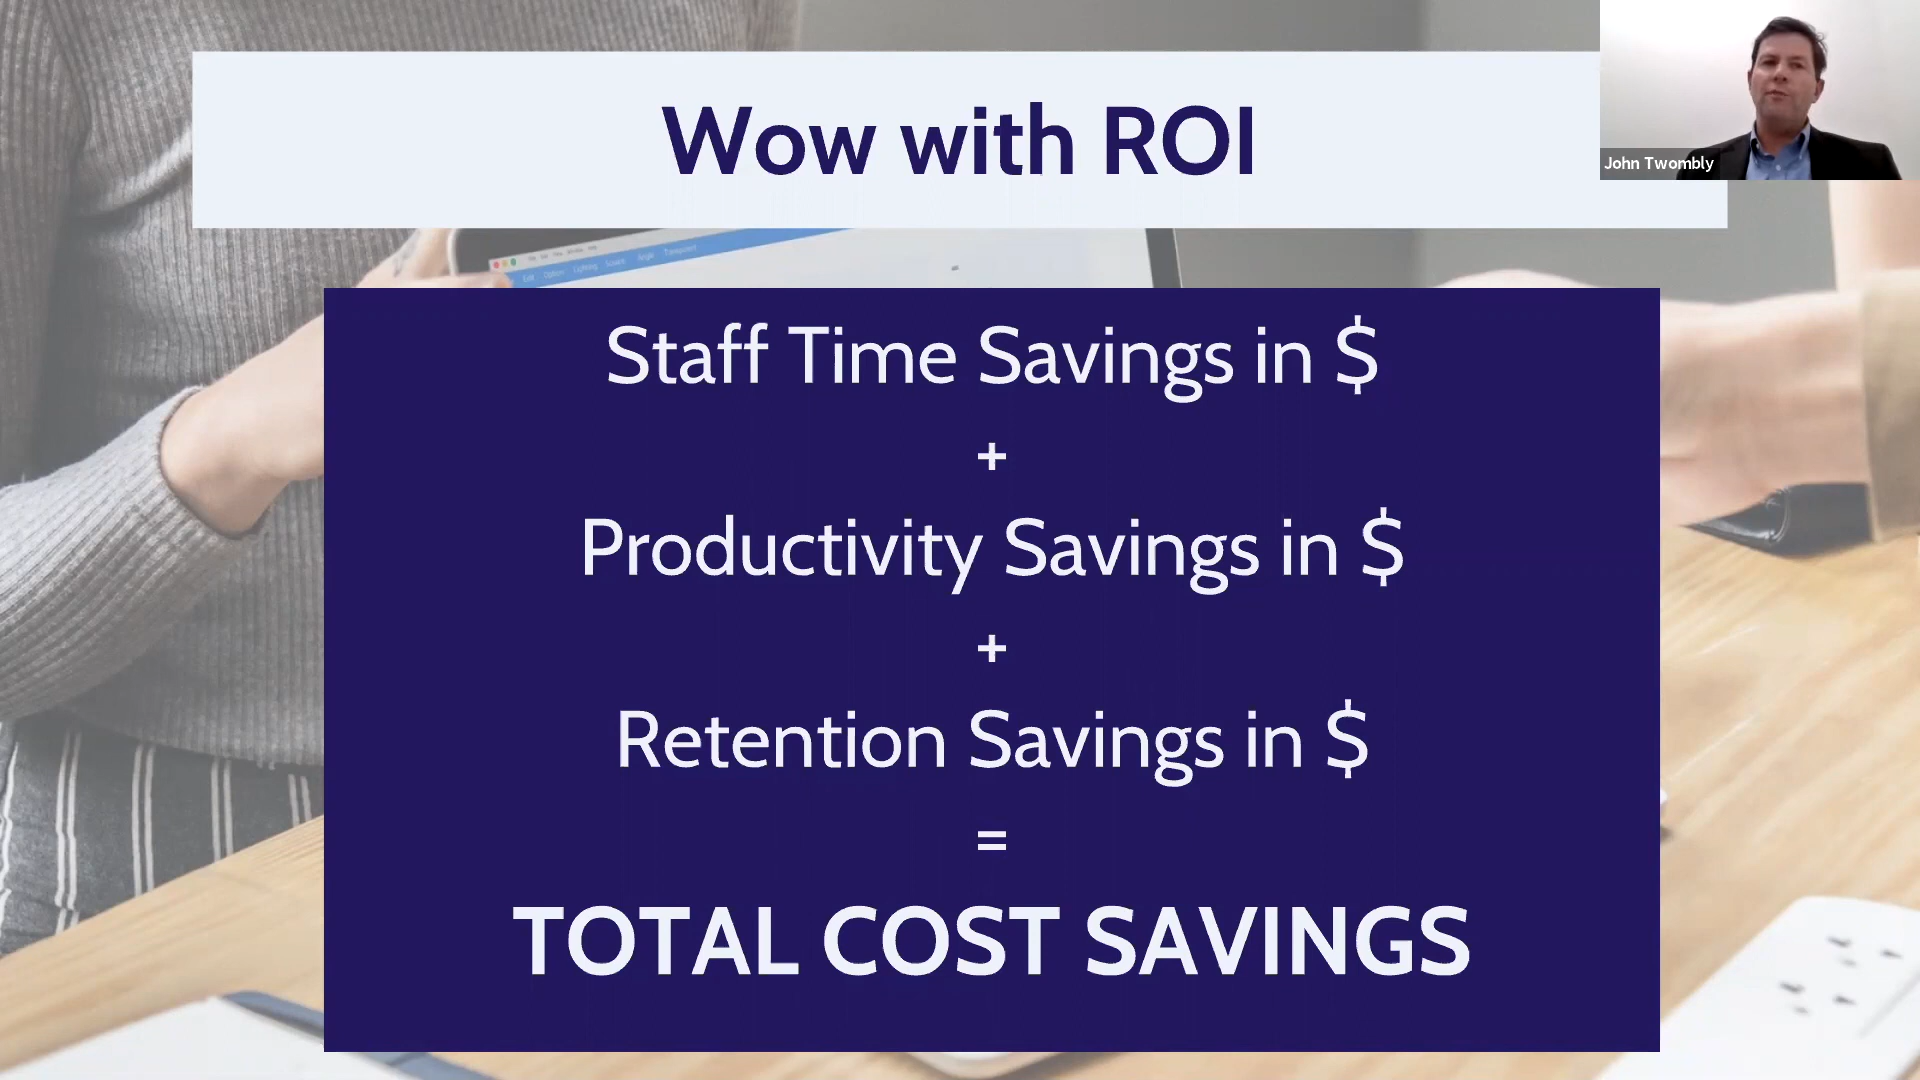 Wow with ROI
John Twombly
Staff Time Savings in $
+
Productivity Savings in $
+
Retention Savings in $
=
TOTAL COST SAVINGS